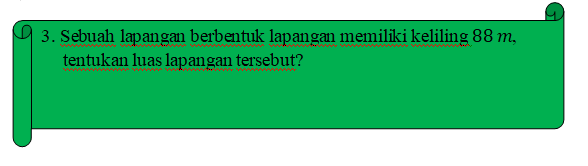 3. Sebuah lapangan berbentuk lapangan memiliki keliling 88 m,
tentukan luas lapangan tersebut?